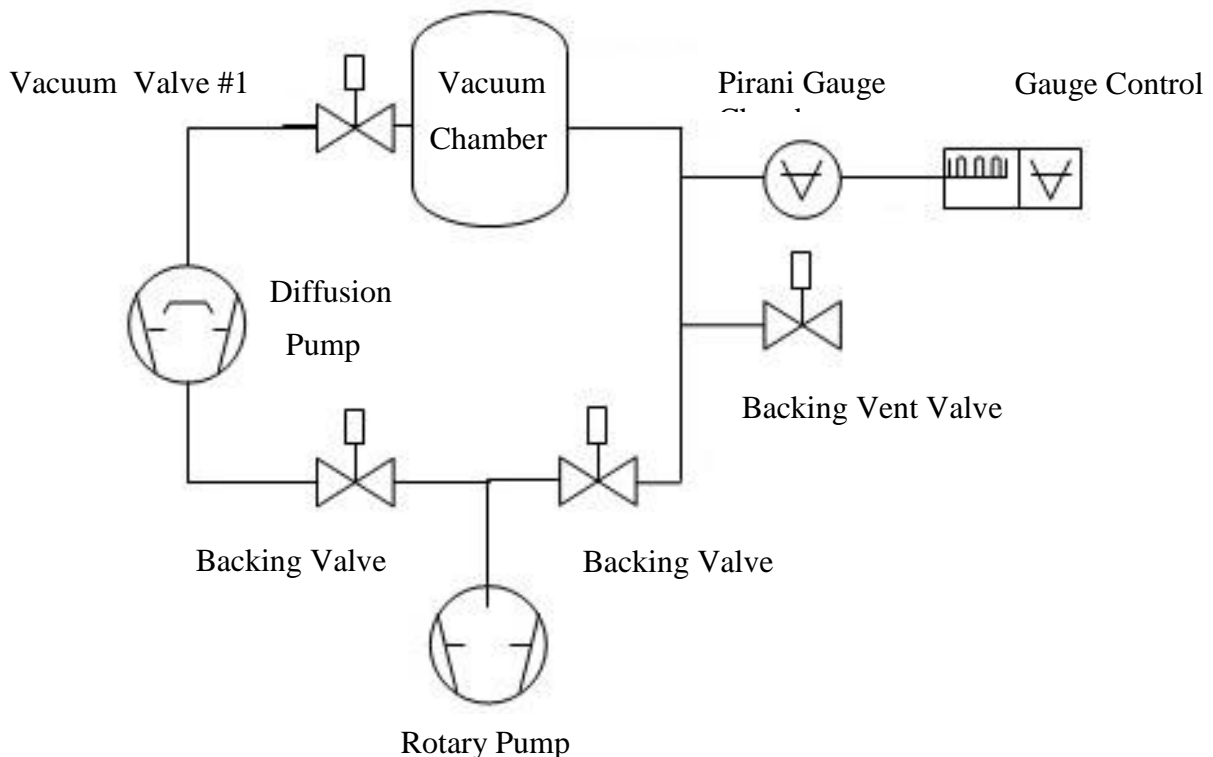 Vacuum Valve #1
Vacuum
Chamber
Pirani Gauge
Gauge Control
Diffusion
Pump
Backing Vent Valve
Backing Valve
Backing Valve
Rotary Pump